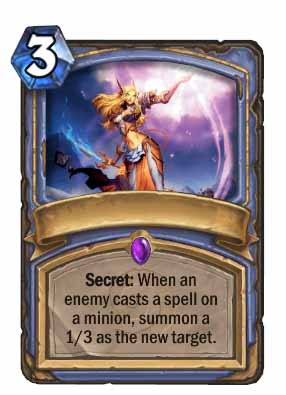 3
Secret: When an
enemy casts a spell on
a minion, summon a
1/3 as the new target.